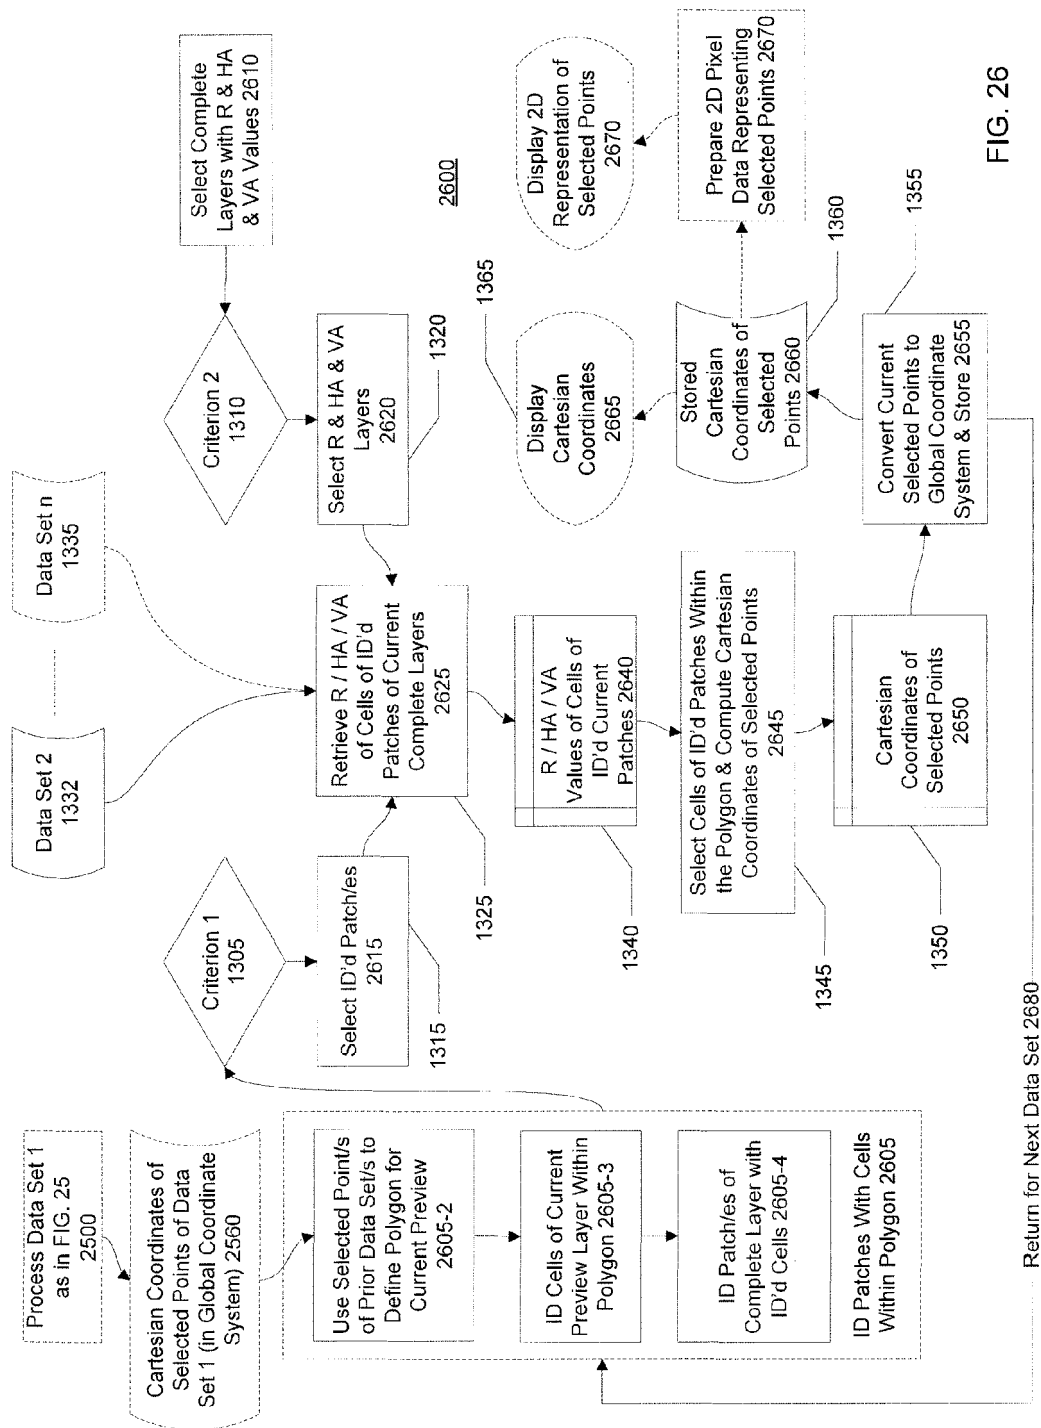 Process Data Set 1
as in FIG. 25
2500
Cartesian Coordinates of
Selected Points of Data
Set 1 (in Global Coordinate
System) 2560
Use Selected Point/s
of Prior Data Set/s to
Define Polygon for
Current Preview
2605-2
ID Cells of Current
Preview Layer Within
Polygon 2605-3
ID Patch/es of
Complete Layer with
ID'd Cells 2605-4
ID Patches With Cells
Within Polygon 2605
Criterion 1
1305
Select ID'd Patch/es
2615
1315
Data Set 2
1332
Data Set n
1335
Retrieve R / HA / VA
of Cells of ID'd
Patches of Current
Complete Layers
2625
1325
Select Complete
Layers with R & HA
& VA Values 2610
Criterion 2
1310
Select R & HA & VA
Layers
2620
1320
2600
R / HA / VA
Values of Cells of
ID'd Current
Patches 2640
1340
Select Cells of ID'd Patches Within
the Polygon & Compute Cartesian
Coordinates of Selected Points
2645
1345
Cartesian
Coordinates of
Selected Points
2650
1350
Convert Current
Selected Points to
Global Coordinate
System & Store 2655
1355
Stored
Cartesian
Coordinates of
Selected
Points 2660
1360
Display
Cartesian
Coordinates
2665
1365
Prepare 2D Pixel
Data Representing
Selected Points 2670
Display 2D
Representation of
Selected Points
2670
Return for Next Data Set 2680
FIG. 26